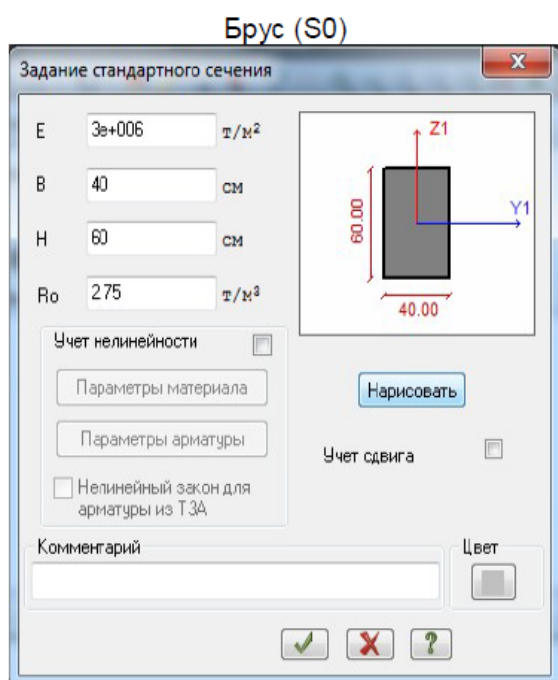 Брус (S0)
Задание стандартного сечения
E 3e+006 т/м²
B 40 см
H 60 см
Ro 2.75 т/м³
Z1
Y1
60.00
40.00
Учет нелинейности
Параметры материала
Параметры арматуры
Нелинейный закон для
арматуры из ТЗА
Нарисовать
Учет сдвига
Комментарий
Цвет